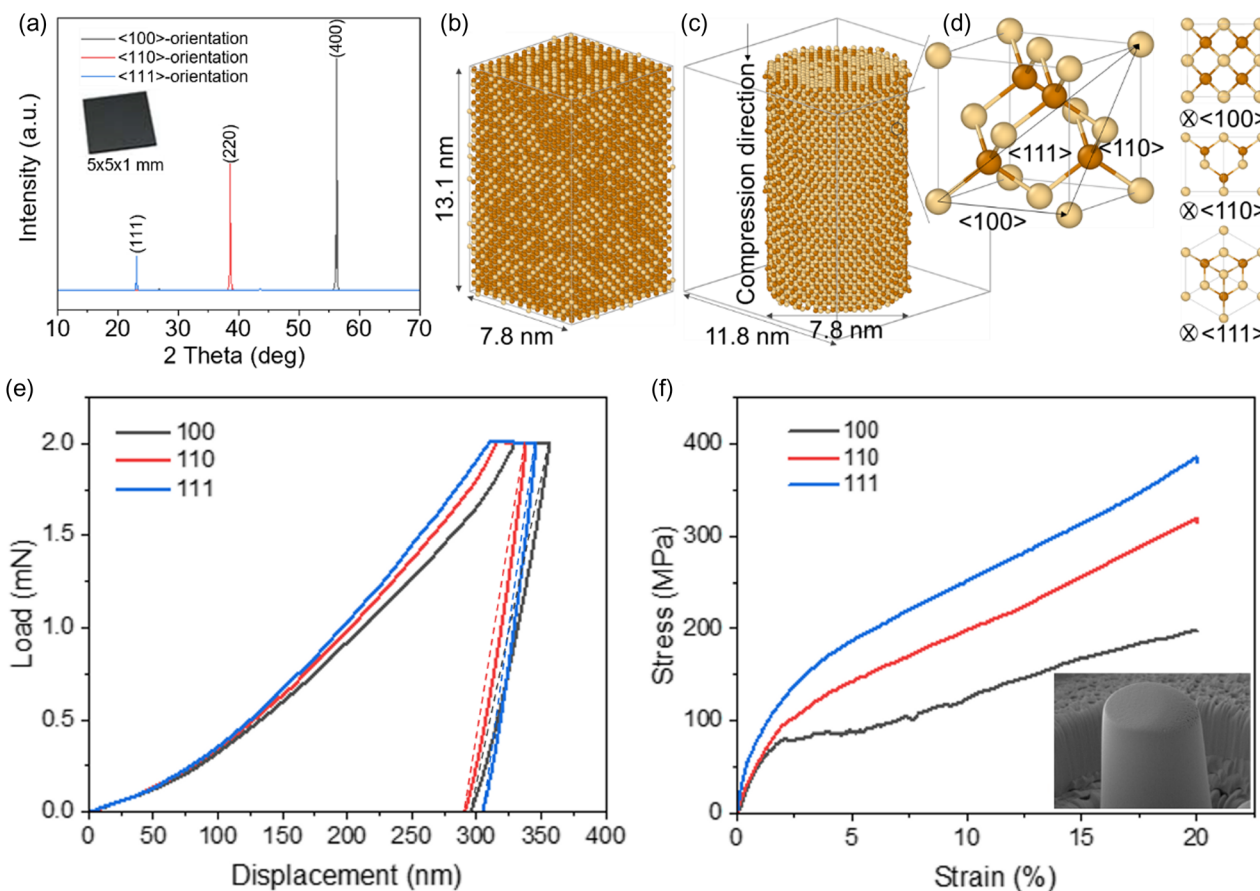 (a)
<100>-orientation
<110>-orientation
<111>-orientation
5x5x1 mm
(111)
(220)
(400)
Intensity (a.u.)
10 20 30 40 50 60 70
2 Theta (deg)
(b)
13.1 nm
7.8 nm
(c)
Compression direction
11.8 nm
7.8 nm
(d)
<111>
<110>
<100>
<100>
<110>
<111>
(e)
100
110
111
Load (mN)
2.0
1.5
1.0
0.5
0.0
0 50 100 150 200 250 300 350 400
Displacement (nm)
(f)
100
110
111
Stress (MPa)
400
300
200
100
0
0 5 10 15 20
Strain (%)